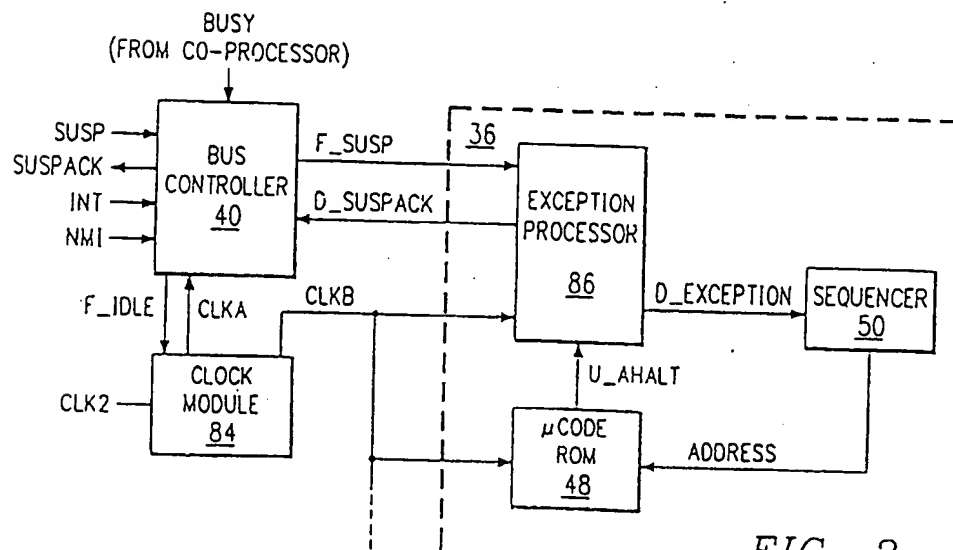 BUSY
(FROM CO-PROCESSOR)
SUSP
SUSPACK
INT
NMI
BUS
CONTROLLER
40
F_SUSP
D_SUSPACK
36
EXCEPTION
PROCESSOR
86
D_EXCEPTION
SEQUENCER
50
F_IDLE
CLKA
CLKB
CLK2
CLOCK
MODULE
84
U_AHALT
μCODE
ROM
48
ADDRESS